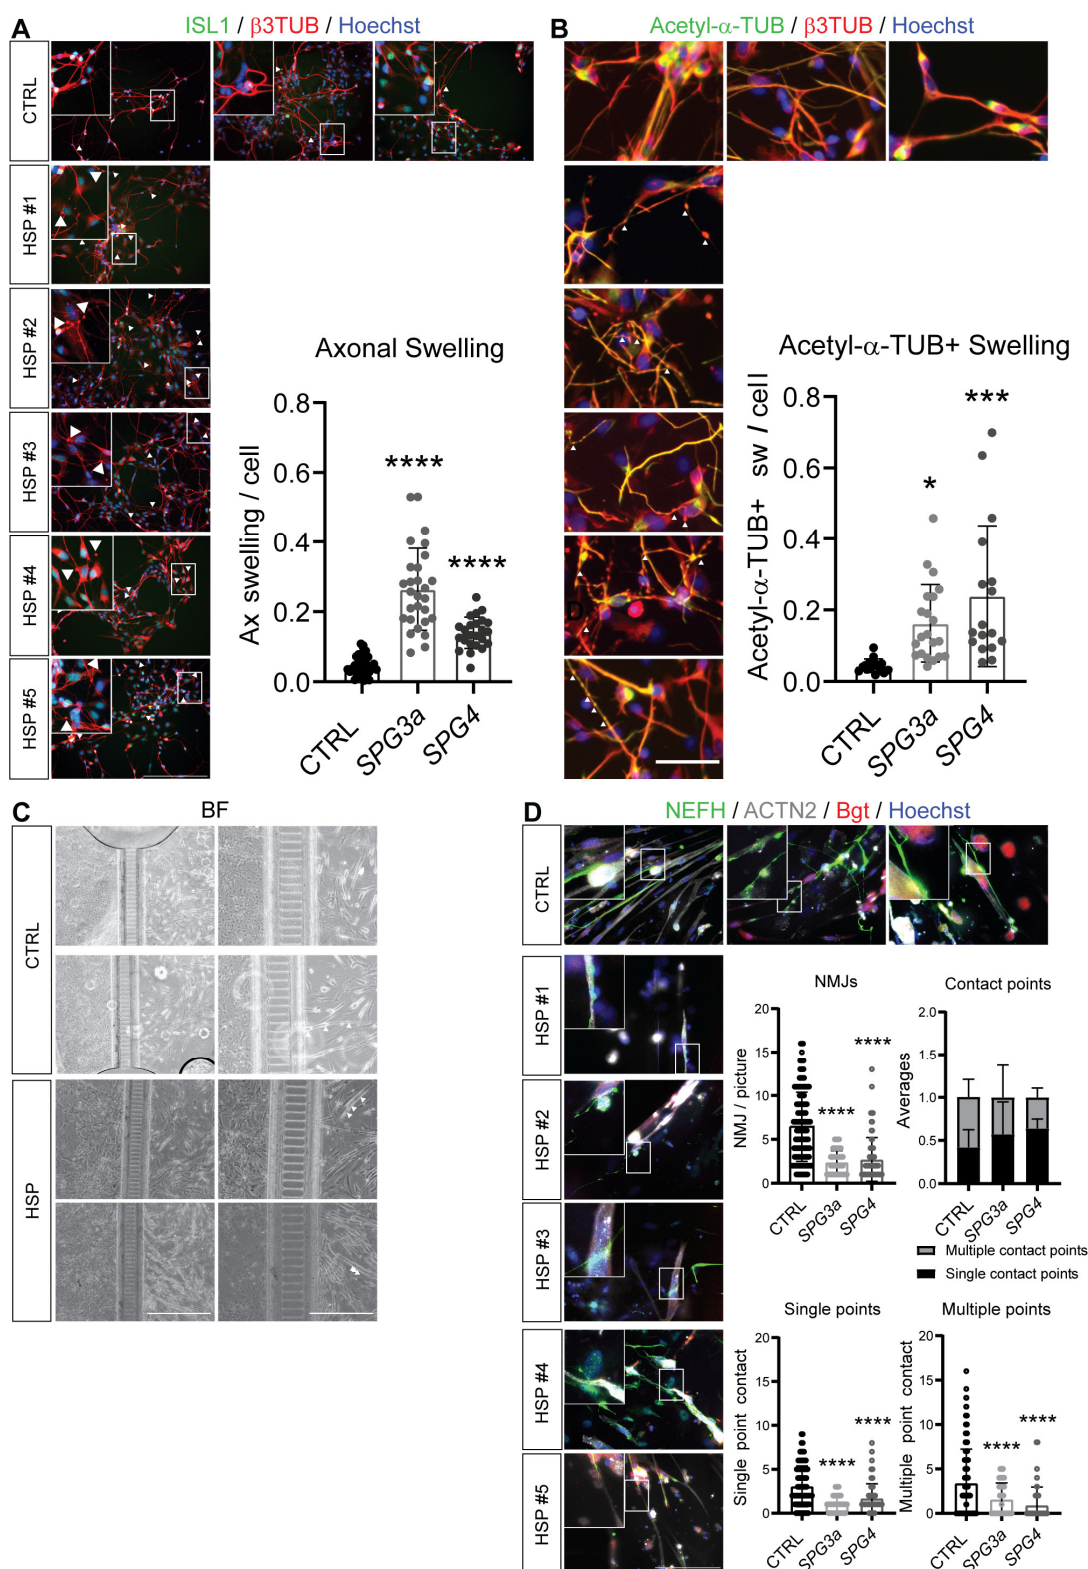 A
ISL1 / β3TUB / Hoechst
CTRL
HSP #1
HSP #2
HSP #3
HSP #4
HSP #5
Axonal Swelling
Ax swelling / cell
0.8
0.6
0.4
0.2
0.0
****
****
CTRL
SPG3a
SPG4
B
Acetyl-α-TUB / β3TUB / Hoechst
D
Acetyl-α-TUB+ Swelling
Acetyl-α-TUB+ sw / cell
0.8
0.6
0.4
0.2
0.0
*
***
CTRL
SPG3a
SPG4
C
BF
CTRL
HSP
D
NEFH / ACTN2 / Bgt / Hoechst
CTRL
HSP #1
HSP #2
HSP #3
HSP #4
HSP #5
NMJs
NMJ / picture
20
15
10
5
0
****
****
CTRL
SPG3a
SPG4
Contact points
Averages
2.0
1.5
1.0
0.5
0.0
CTRL
SPG3a
SPG4
Multiple contact points
Single contact points
Single points
Single point contact
20
15
10
5
0
****
****
CTRL
SPG3a
SPG4
Multiple points
Multiple point contact
20
15
10
5
0
****
****
CTRL
SPG3a
SPG4